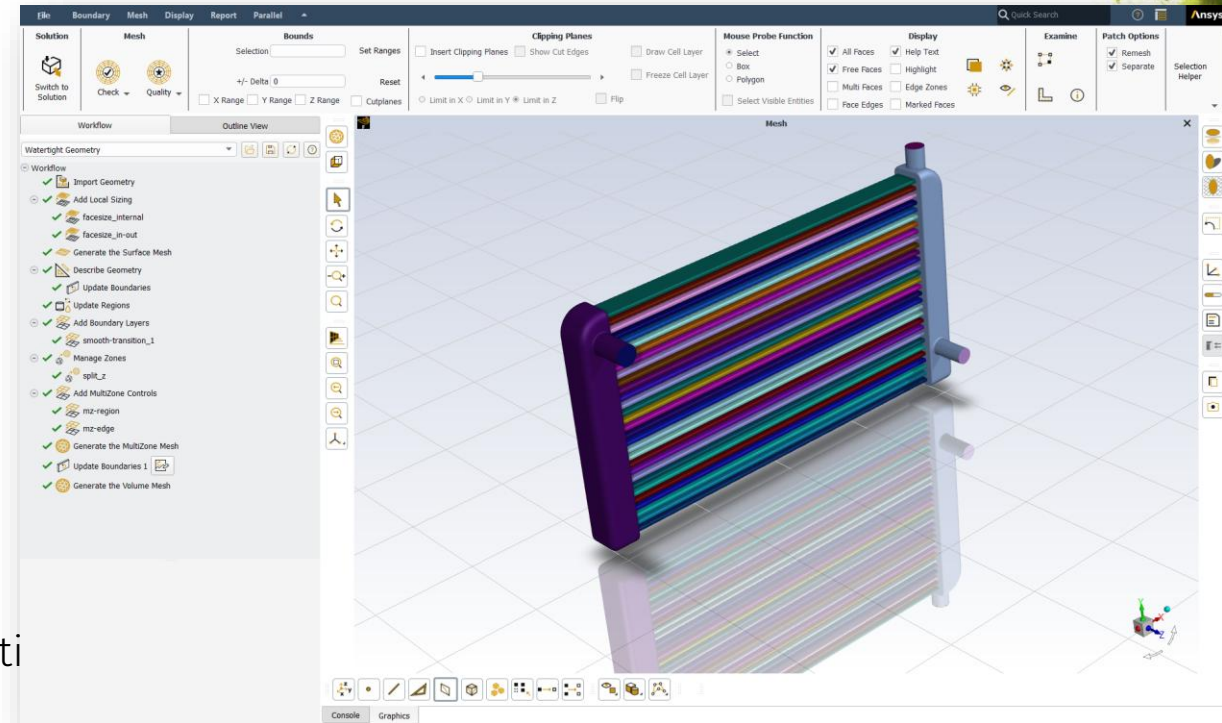 File Boundary Mesh Display Report Parallel
Quick Search
Ansys
Solution
Switch to
Solution
Mesh
Check
Quality
Bounds
Selection
Set Ranges
+/- Delta 0
Reset
X Range Y Range Z Range Cutplanes
Clipping Planes
Insert Clipping Planes Show Cut Edges Draw Cell Layer
Freeze Cell Layer
Limit in X Limit in Y Limit in Z Flip
Mouse Probe Function
Select
Box
Polygon
Select Visible Entities
Display
All Faces Help Text
Free Faces Highlight
Multi Faces Edge Zones
Face Edges Marked Faces
Examine
Patch Options
Remesh
Separate
Selection
Helper
Workflow Outline View
Watertight Geometry
Workflow
Import Geometry
Add Local Sizing
facesize_internal
facesize_in-out
Generate the Surface Mesh
Describe Geometry
Update Boundaries
Update Regions
Add Boundary Layers
smooth-transition_1
Manage Zones
split_z
Add MultiZone Controls
mz-region
mz-edge
Generate the MultiZone Mesh
Update Boundaries 1
Generate the Volume Mesh
Mesh
Y
X
Z
ti
Console Graphics